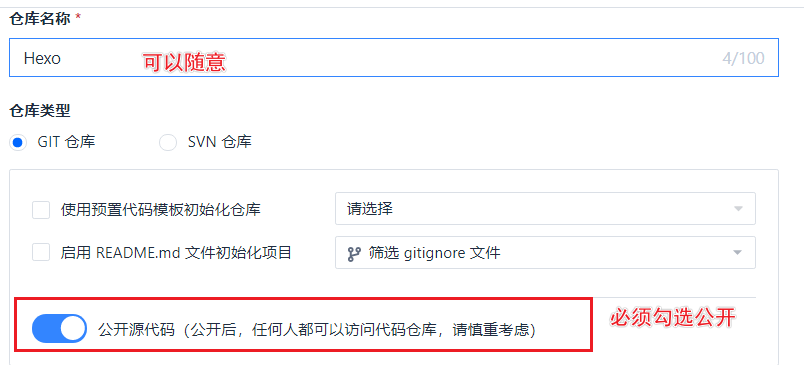 仓库名称 *
Hexo 可以随意 4/100
仓库类型
GIT 仓库 SVN 仓库
使用预置代码模板初始化仓库 请选择
启用 README.md 文件初始化项目 筛选 gitignore 文件
公开源代码（公开后，任何人都可以访问代码仓库，请慎重考虑） 必须勾选公开